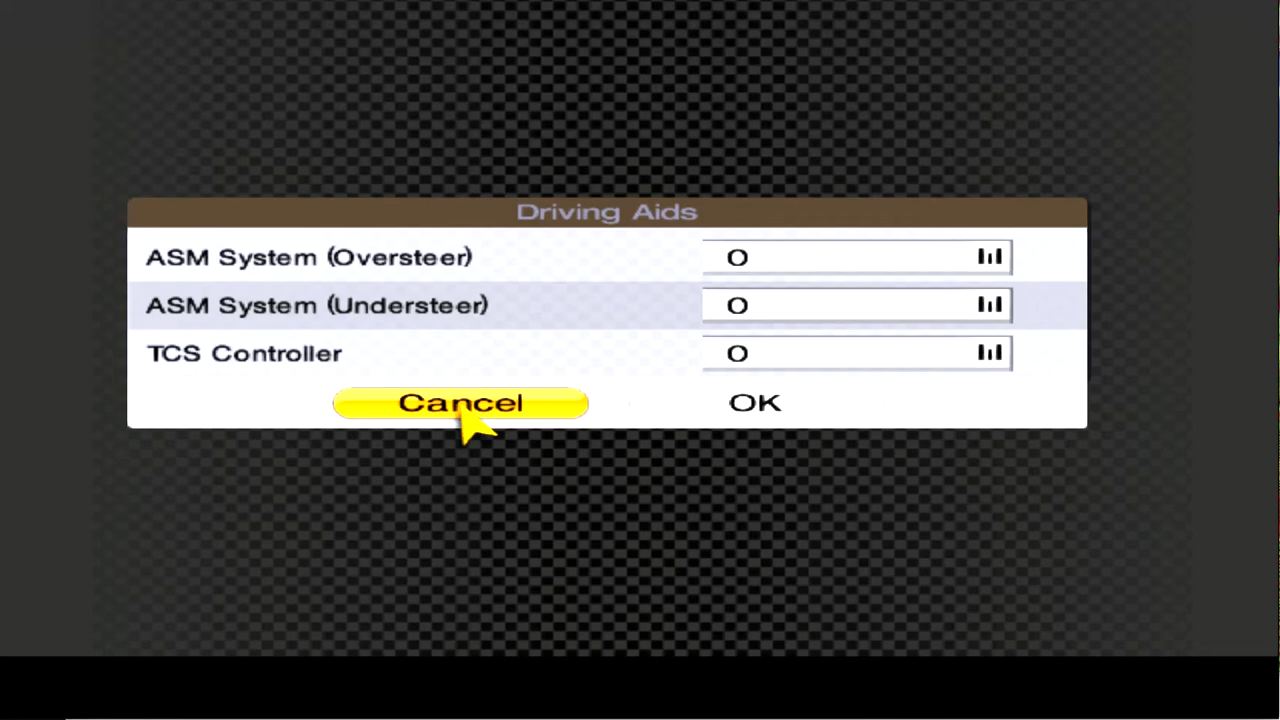 Driving Aids
ASM System (Oversteer) 0
ASM System (Understeer) 0
TCS Controller 0
Cancel OK